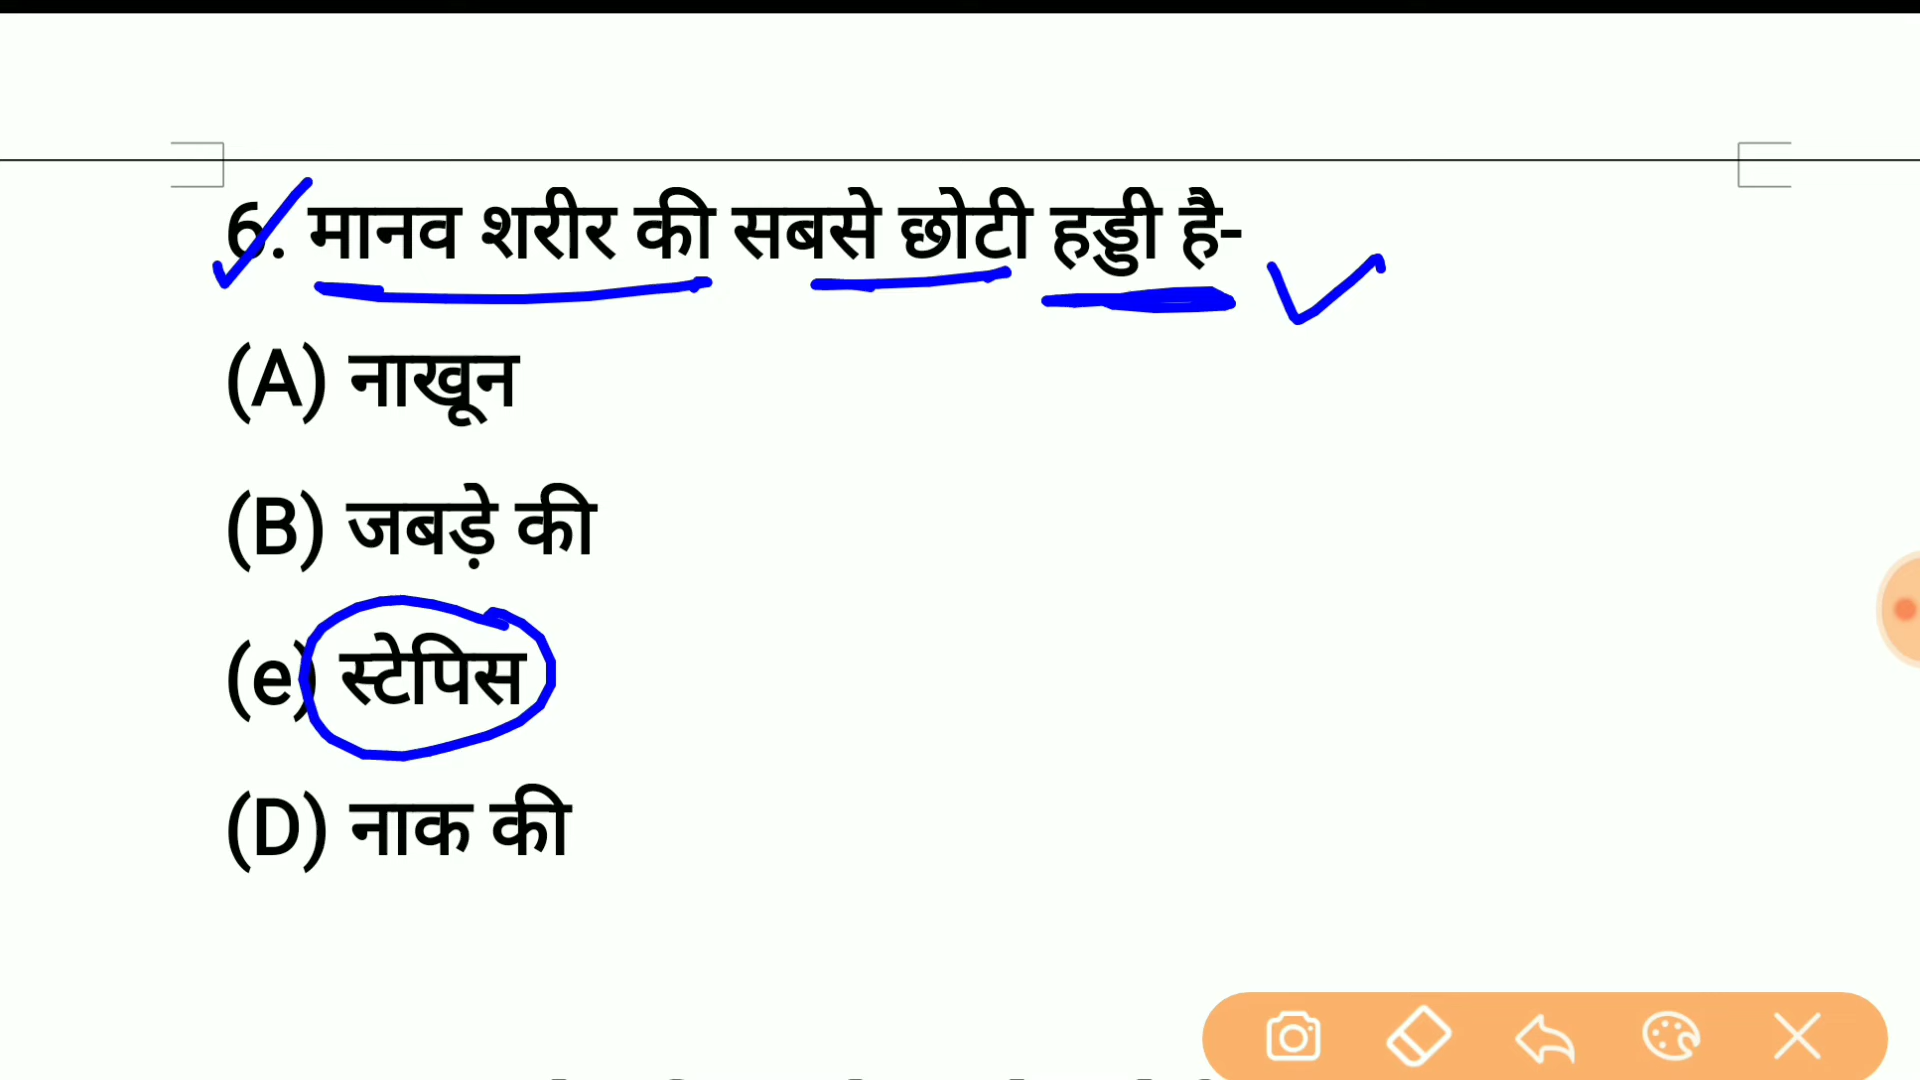 6. मानव शरीर की सबसे छोटी हड्डी है-
(A) नाखून
(B) जबड़े की
(e) स्टेपिस
(D) नाक की